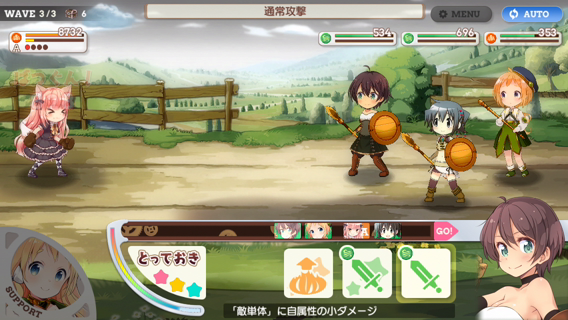 WAVE 3/3 6
通常攻撃
MENU
AUTO
8732
534
696
353
A
GO!
とっておき
SUPPORT
「敵単体」に自属性の小ダメージ